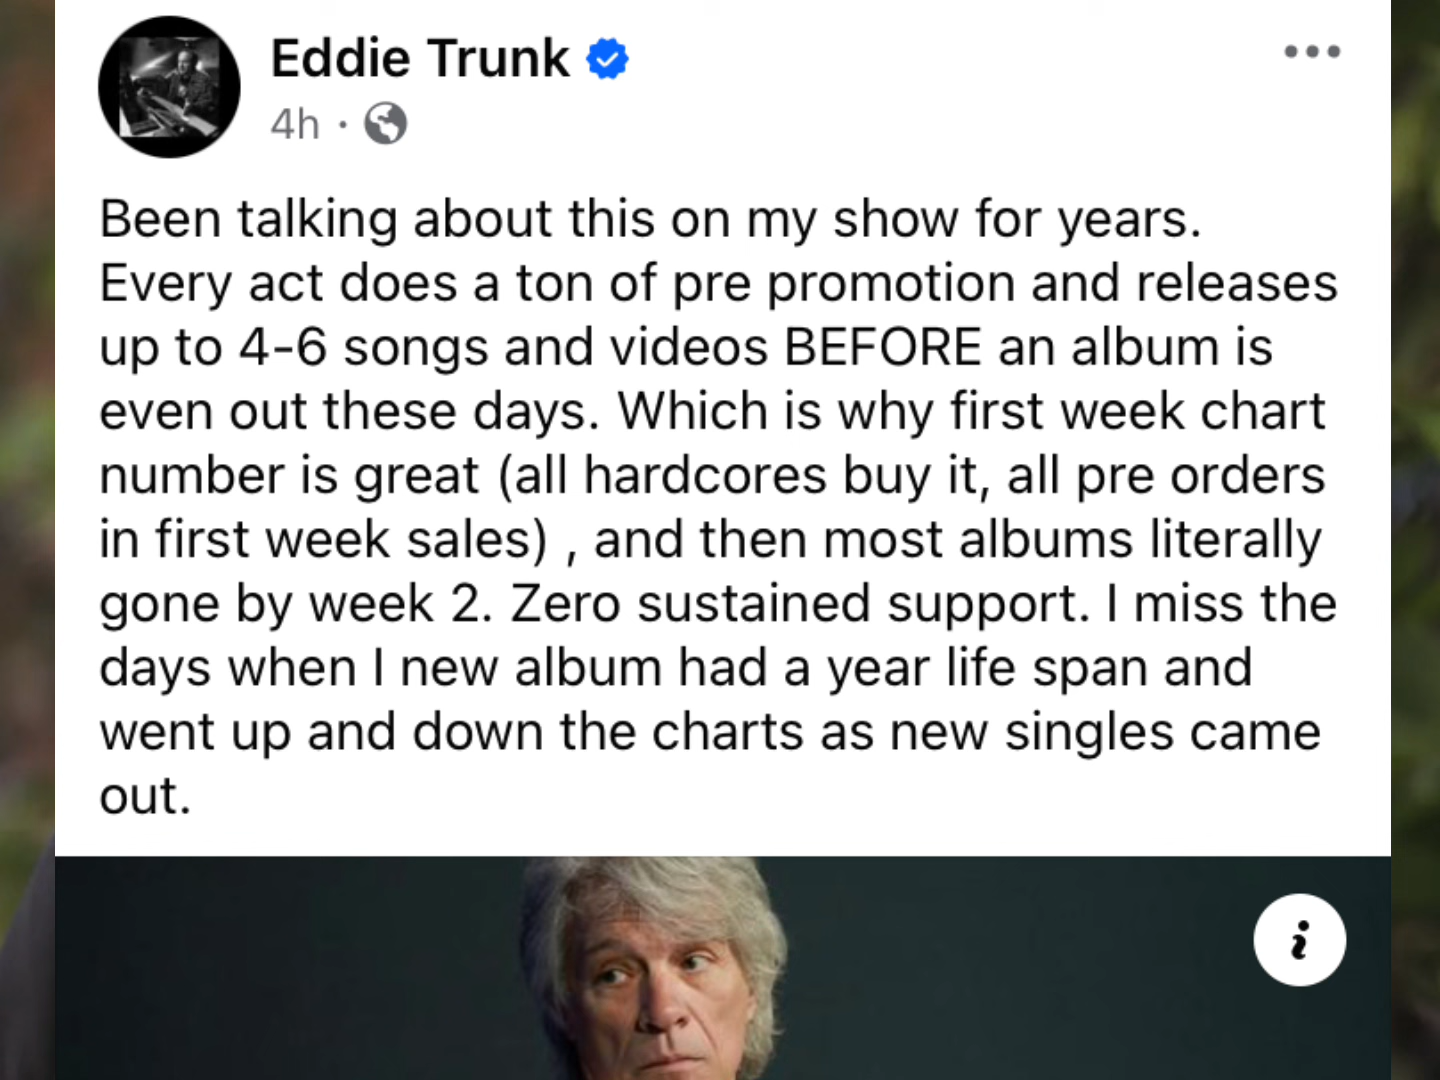 Eddie Trunk
4h ·
Been talking about this on my show for years.
Every act does a ton of pre promotion and releases
up to 4-6 songs and videos BEFORE an album is
even out these days. Which is why first week chart
number is great (all hardcores buy it, all pre orders
in first week sales) , and then most albums literally
gone by week 2. Zero sustained support. I miss the
days when I new album had a year life span and
went up and down the charts as new singles came
out.
i